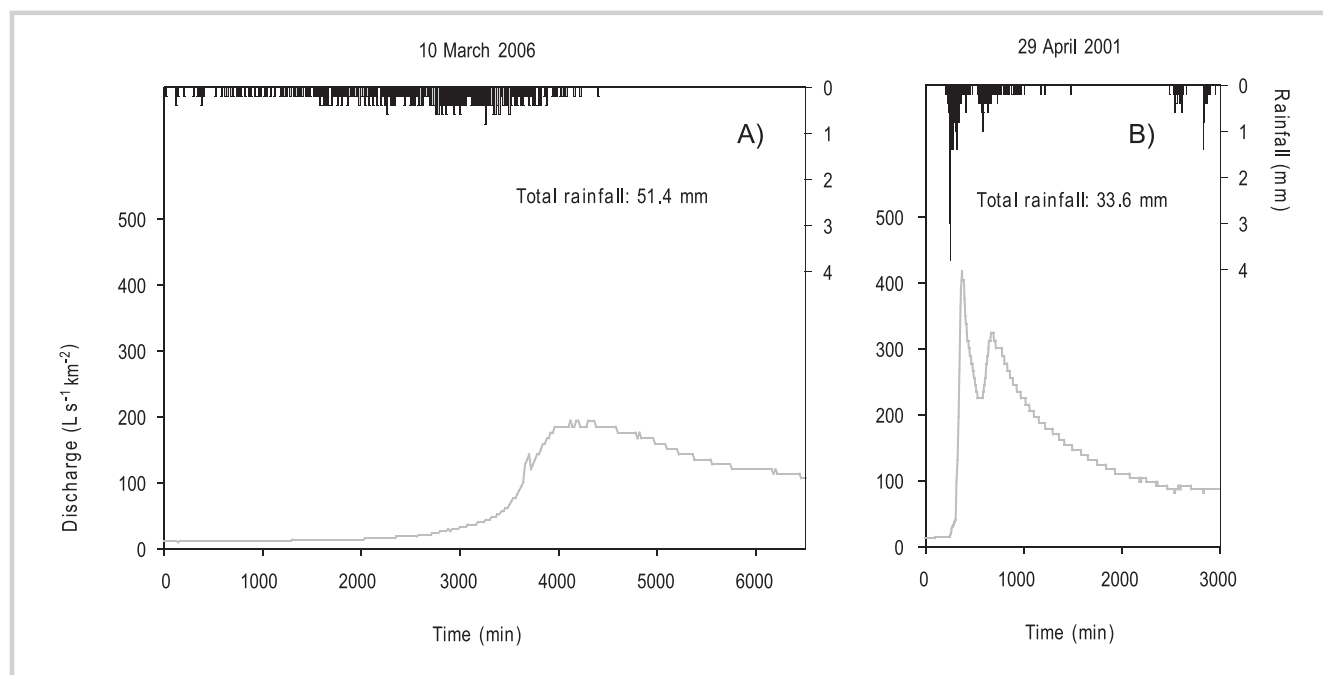 10 March 2006
A)
Total rainfall: 51.4 mm
Discharge (L s⁻¹ km⁻²)
500
400
300
200
100
0
0
1
2
3
4
0 1000 2000 3000 4000 5000 6000
Time (min)
29 April 2001
B)
Total rainfall: 33.6 mm
500
400
300
200
100
0
0
1
2
3
4
Rainfall (mm)
0 1000 2000 3000
Time (min)